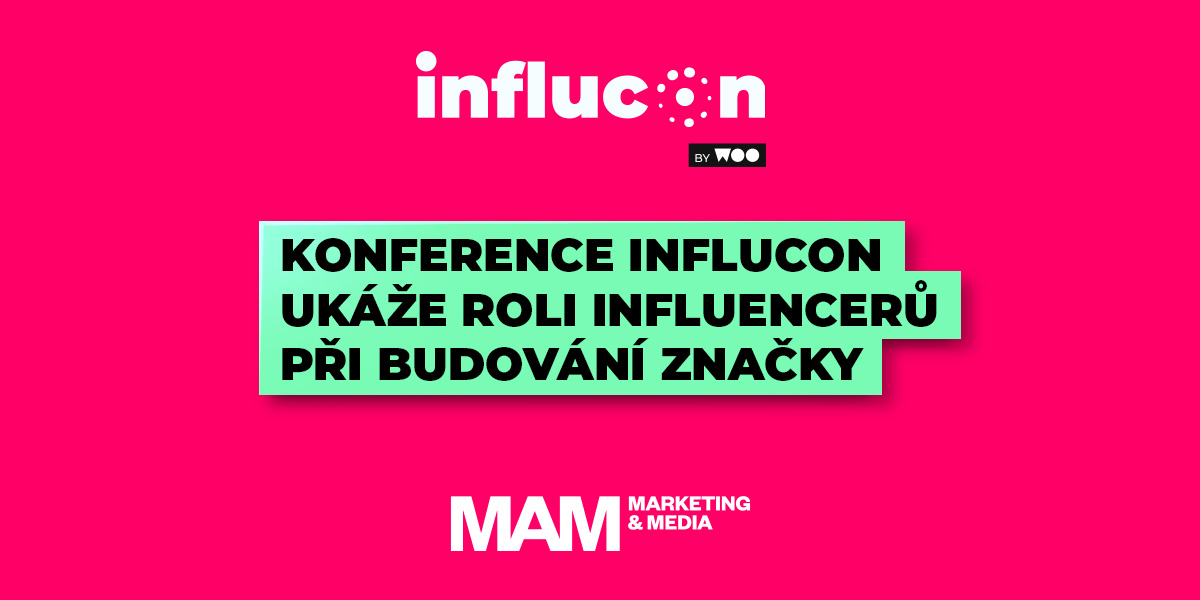 influcon
BY WOO
KONFERENCE INFLUCON
UKÁŽE ROLI INFLUENCERŮ
PŘI BUDOVÁNÍ ZNAČKY
MAM MARKETING
& MEDIA